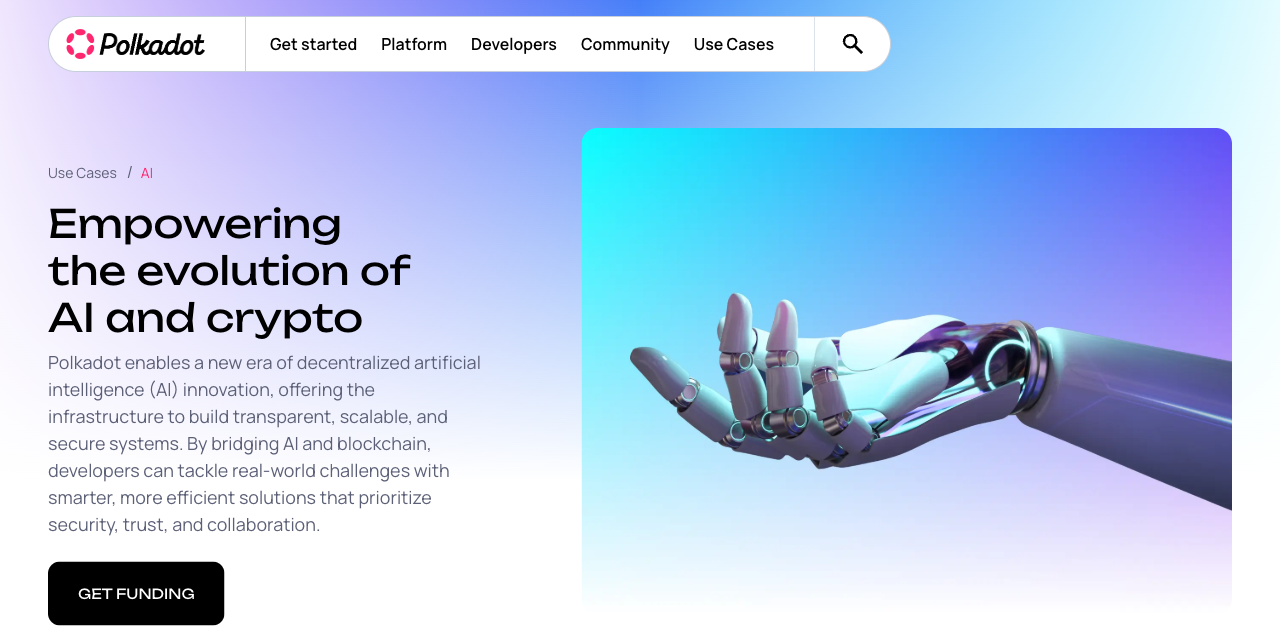 Polkadot
Get started
Platform
Developers
Community
Use Cases
Use Cases / AI
Empowering
the evolution of
AI and crypto
Polkadot enables a new era of decentralized artificial
intelligence (AI) innovation, offering the
infrastructure to build transparent, scalable, and
secure systems. By bridging AI and blockchain,
developers can tackle real-world challenges with
smarter, more efficient solutions that prioritize
security, trust, and collaboration.
GET FUNDING